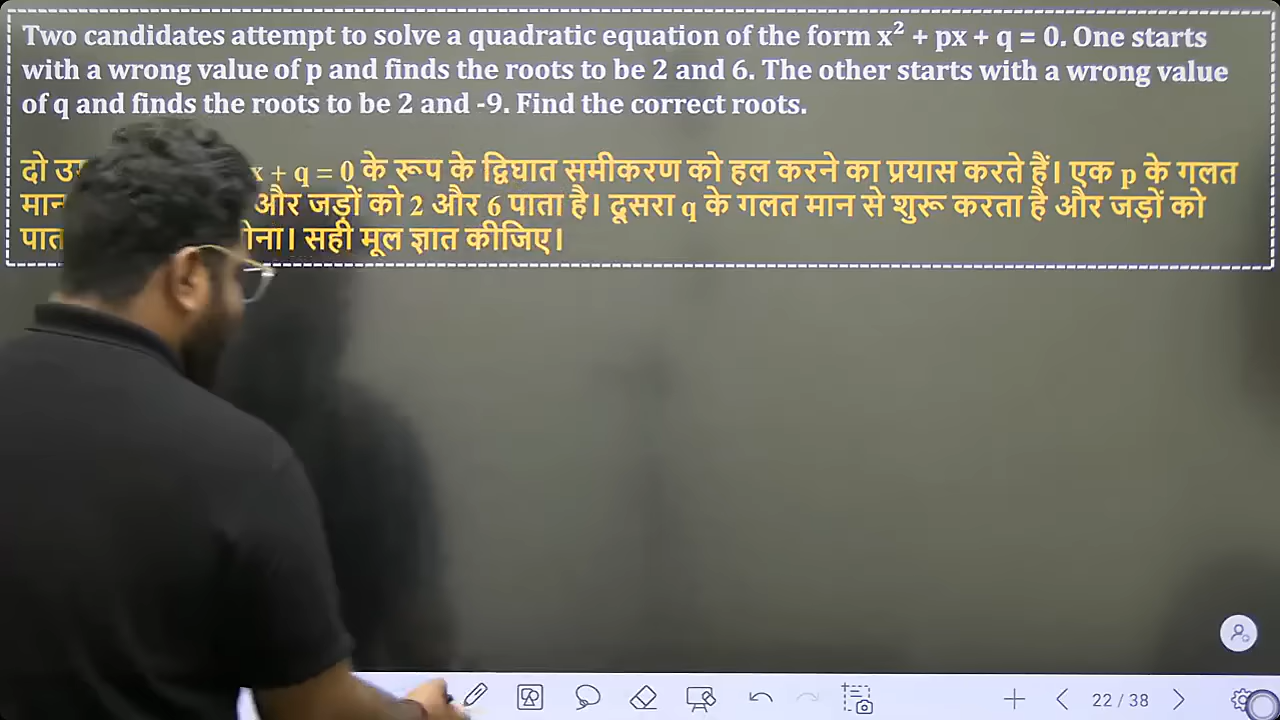 Two candidates attempt to solve a quadratic equation of the form x² + px + q = 0. One starts
with a wrong value of p and finds the roots to be 2 and 6. The other starts with a wrong value
of q and finds the roots to be 2 and -9. Find the correct roots.
दो x + q = 0 के रूप के द्विघात समीकरण को हल करने का प्रयास करते हैं। एक p के गलत
मान और जड़ों को 2 और 6 पाता है। दूसरा q के गलत मान से शुरू करता है और जड़ों को
सही मूल ज्ञात कीजिए।
22 / 38